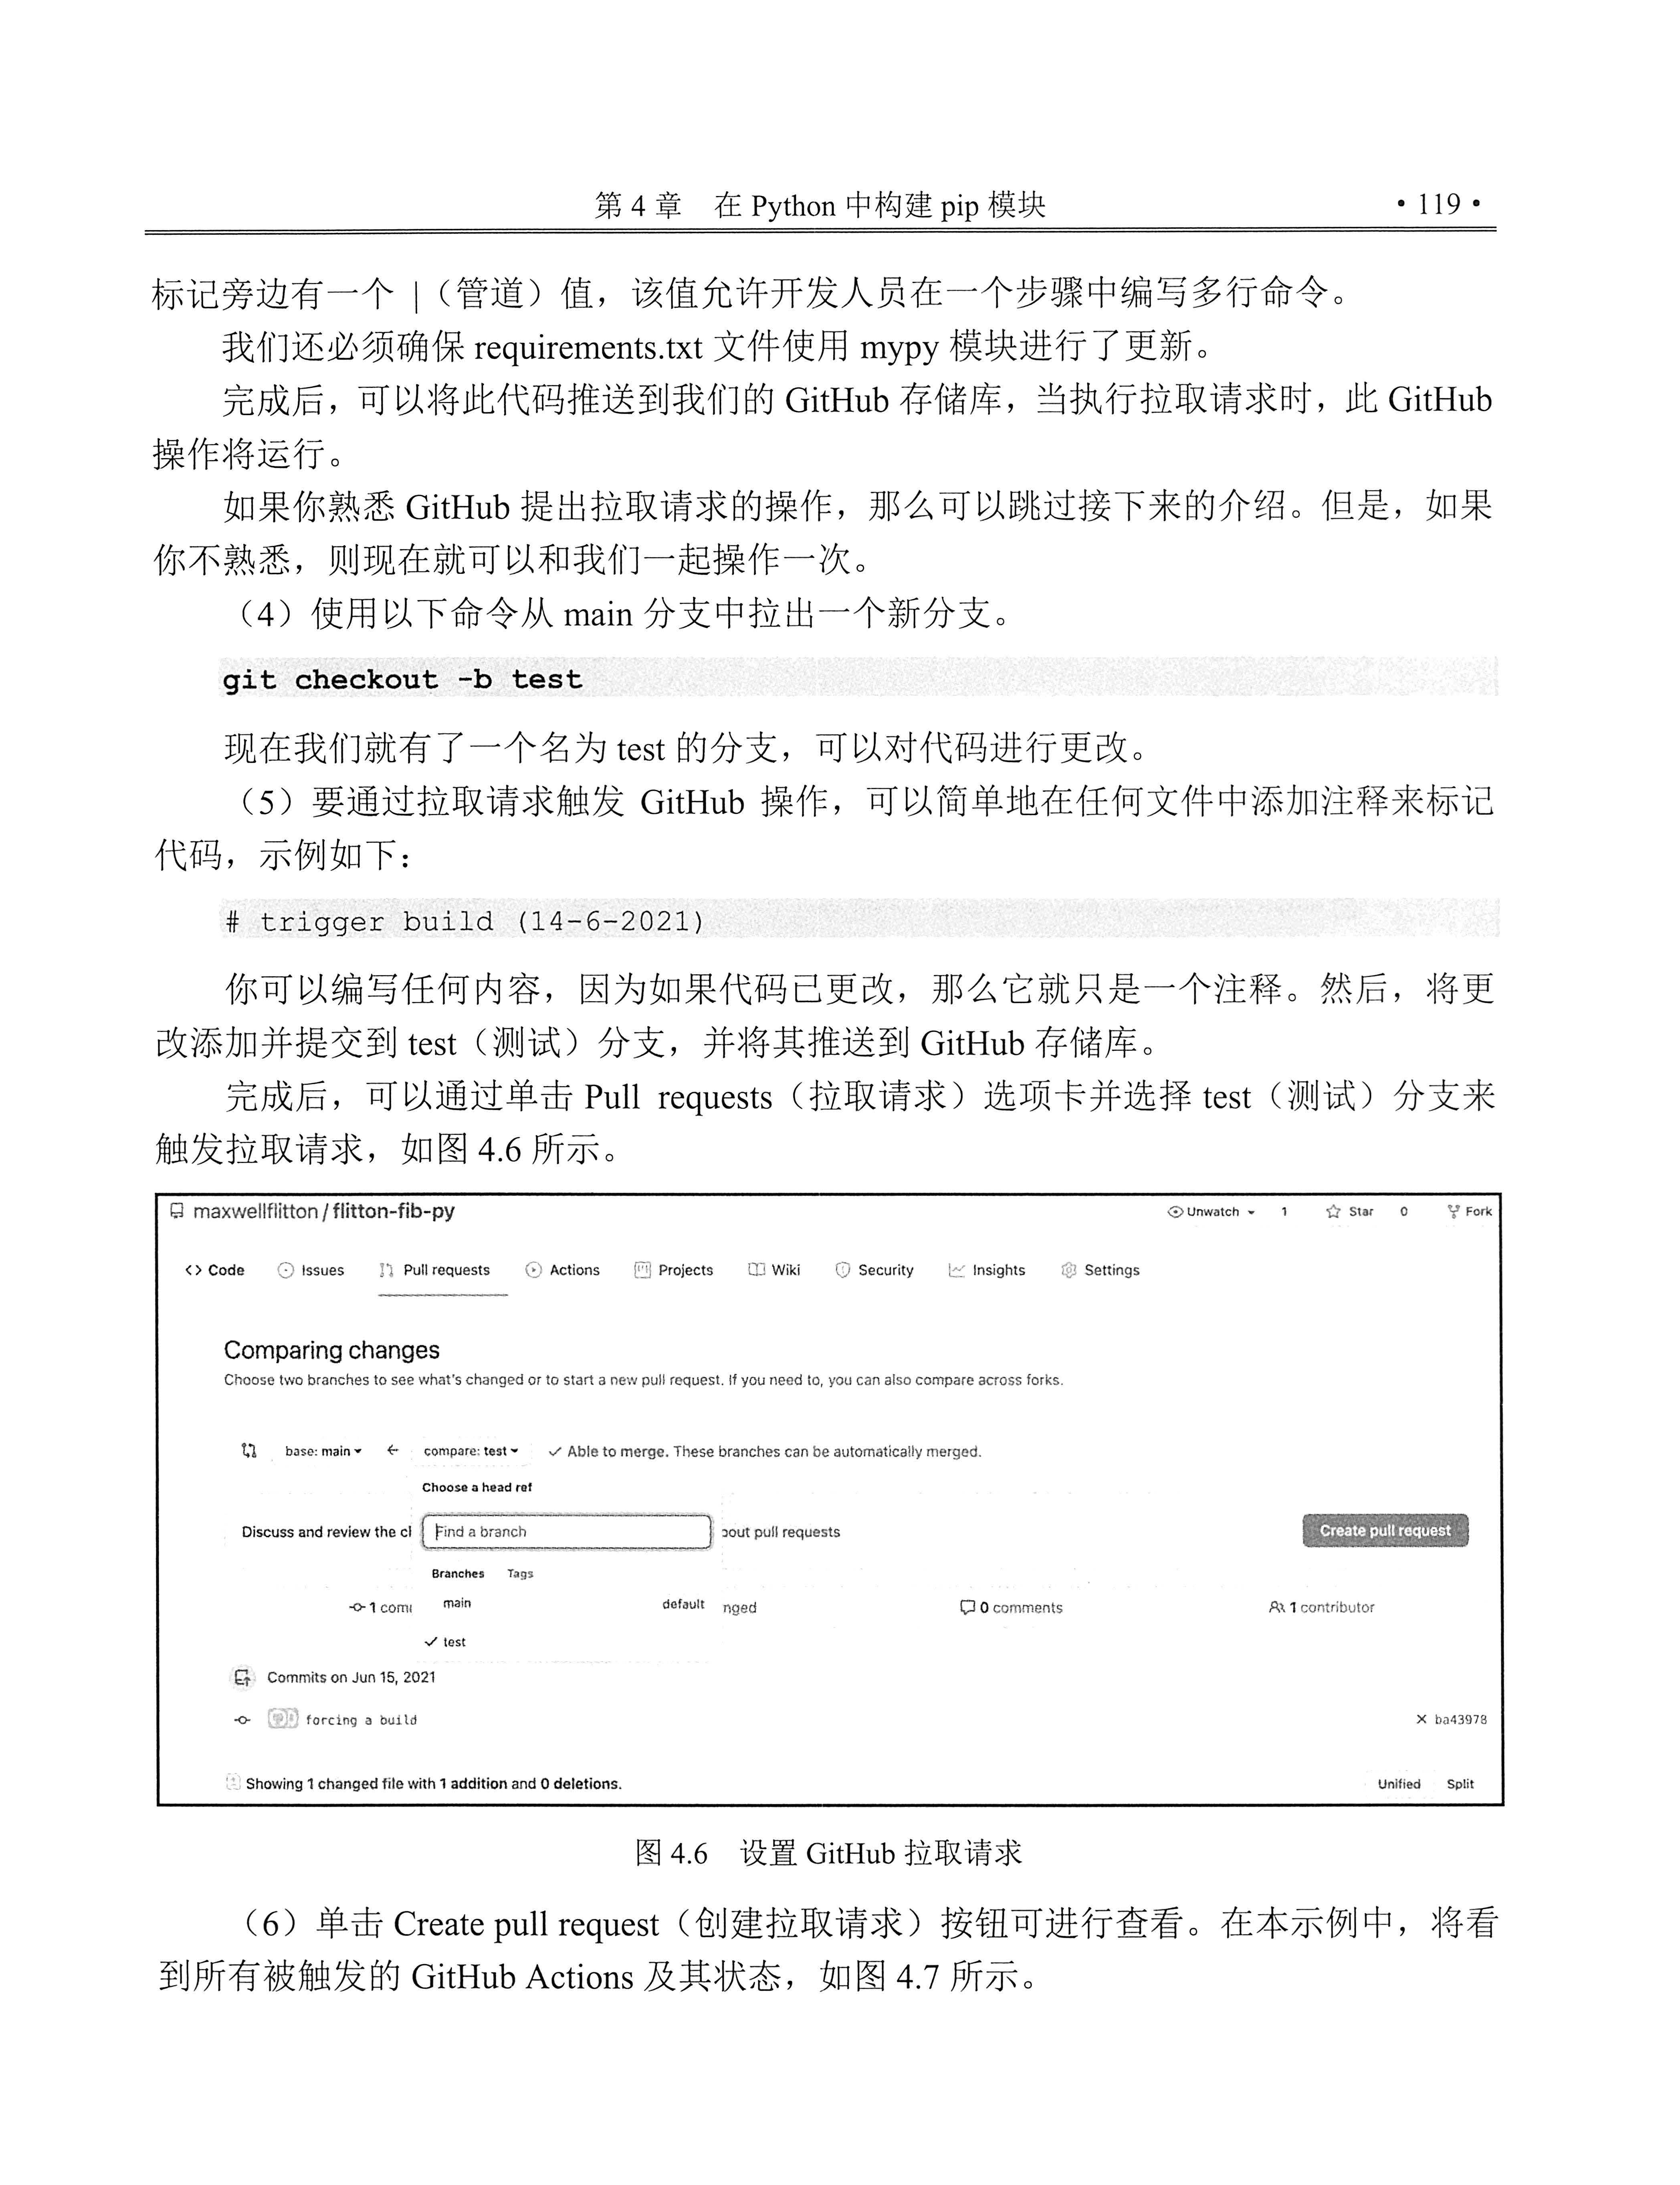 第 4 章 在 Python 中构建 pip 模块 • 119 •
标记旁边有一个 |（管道）值，该值允许开发人员在一个步骤中编写多行命令。
我们还必须确保 requirements.txt 文件使用 mypy 模块进行了更新。
完成后，可以将此代码推送到我们的 GitHub 存储库，当执行拉取请求时，此 GitHub
操作将运行。
如果你熟悉 GitHub 提出拉取请求的操作，那么可以跳过接下来的介绍。但是，如果
你不熟悉，则现在就可以和我们一起操作一次。
（4）使用以下命令从 main 分支中拉出一个新分支。
git checkout -b test
现在我们就有了一个名为 test 的分支，可以对代码进行更改。
（5）要通过拉取请求触发 GitHub 操作，可以简单地在任何文件中添加注释来标记
代码，示例如下：
# trigger build (14-6-2021)
你可以编写任何内容，因为如果代码已更改，那么它就只是一个注释。然后，将更
改添加并提交到 test（测试）分支，并将其推送到 GitHub 存储库。
完成后，可以通过单击 Pull requests（拉取请求）选项卡并选择 test（测试）分支来
触发拉取请求，如图 4.6 所示。
maxwellflitton / flitton-fib-py Unwatch 1 Star 0 Fork
<> Code Issues Pull requests Actions Projects Wiki Security Insights Settings
Comparing changes
Choose two branches to see what's changed or to start a new pull request. If you need to, you can also compare across forks.
base: main ← compare: test ✓ Able to merge. These branches can be automatically merged.
Choose a head ref
Discuss and review the cl Find a branch bout pull requests Create pull request
Branches Tags
1 com main default nged 0 comments 1 contributor
✓ test
Commits on Jun 15, 2021
forcing a build × ba43978
Showing 1 changed file with 1 addition and 0 deletions. Unified Split
图 4.6 设置 GitHub 拉取请求
（6）单击 Create pull request（创建拉取请求）按钮可进行查看。在本示例中，将看
到所有被触发的 GitHub Actions 及其状态，如图 4.7 所示。